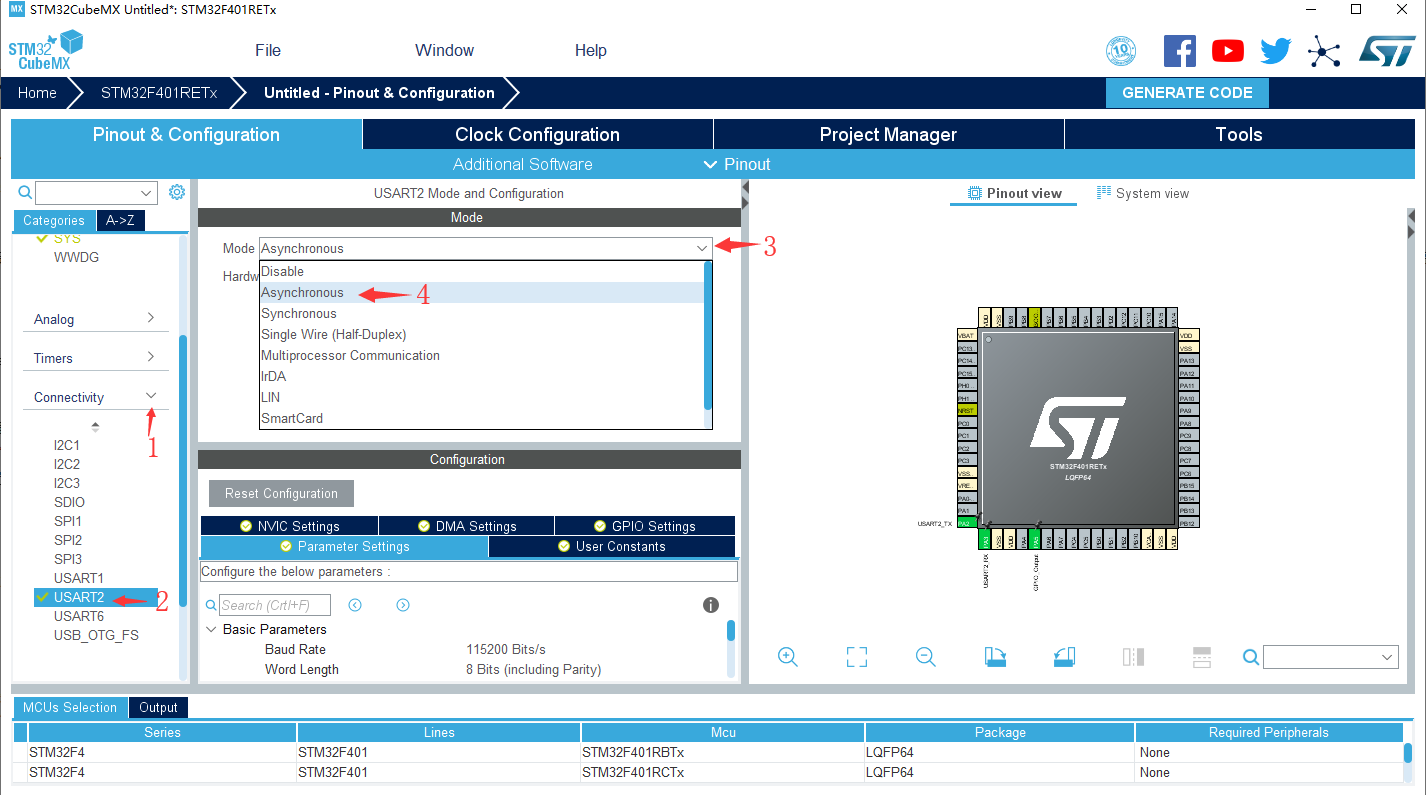 MX STM32CubeMX Untitled*: STM32F401RETx
STM32 CubeMX
File Window Help
10
Home STM32F401RETx Untitled - Pinout & Configuration GENERATE CODE
Pinout & Configuration Clock Configuration Project Manager Tools
Additional Software Pinout
USART2 Mode and Configuration
Pinout view System view
Categories A->Z
Mode
SYS
WWDG
Analog
Timers
Connectivity
1
I2C1
I2C2
I2C3
SDIO
SPI1
SPI2
SPI3
USART1
USART2 2
USART6
USB_OTG_FS
Mode Asynchronous 3
Hardw
Disable
Asynchronous 4
Synchronous
Single Wire (Half-Duplex)
Multiprocessor Communication
IrDA
LIN
SmartCard
Configuration
Reset Configuration
NVIC Settings DMA Settings GPIO Settings
Parameter Settings User Constants
Configure the below parameters :
Search (Crtl+F)
Basic Parameters
Baud Rate 115200 Bits/s
Word Length 8 Bits (including Parity)
VBAT
PC13..
PC14..
PC15..
PH0..
PH1..
NRST
PC0
PC1
PC2
PC3
VSS..
VRE..
PA0..
PA1
USART2_TX PA2
VDD
VSS
PA13
PA12
PA11
PA10
PA9
PA8
PC9
PC8
PC7
PC6
PB15
PB14
PB13
PB12
STM32F401RETx
LQFP64
USART2_RX
GPIO_Output
MCUs Selection Output
Series Lines Mcu Package Required Peripherals
STM32F4 STM32F401 STM32F401RBTx LQFP64 None
STM32F4 STM32F401 STM32F401RCTx LQFP64 None